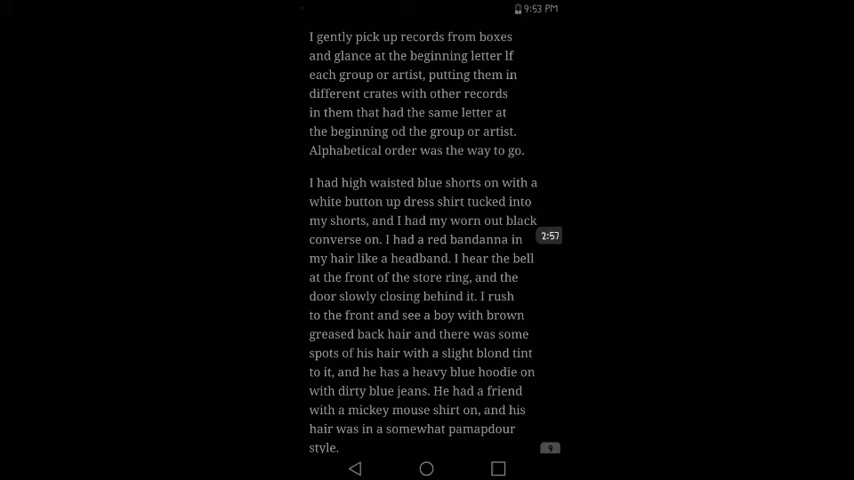 9:53 PM
I gently pick up records from boxes
and glance at the beginning letter lf
each group or artist, putting them in
different crates with other records
in them that had the same letter at
the beginning od the group or artist.
Alphabetical order was the way to go.
I had high waisted blue shorts on with a
white button up dress shirt tucked into
my shorts, and I had my worn out black
converse on. I had a red bandanna in
2:57
my hair like a headband. I hear the bell
at the front of the store ring, and the
door slowly closing behind it. I rush
to the front and see a boy with brown
greased back hair and there was some
spots of his hair with a slight blond tint
to it, and he has a heavy blue hoodie on
with dirty blue jeans. He had a friend
with a mickey mouse shirt on, and his
hair was in a somewhat pamapdour
style.
9